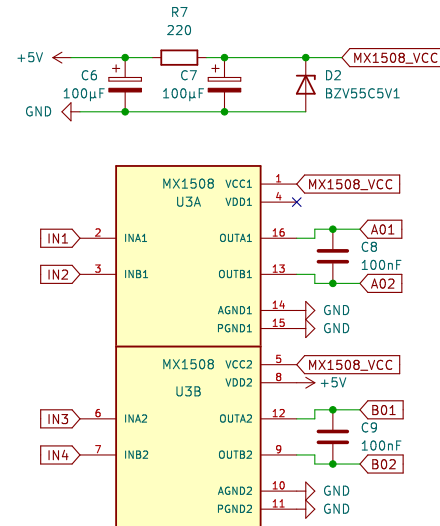 R7
220
+5V
MX1508_VCC
+
+
C6
100µF
C7
100µF
D2
BZV55C5V1
GND
MX1508
U3A
VCC1
1
MX1508_VCC
VDD1
4
IN1
2
INA1
OUTA1
16
A01
C8
100nF
IN2
3
INB1
OUTB1
13
A02
AGND1
14
GND
PGND1
15
GND
MX1508
U3B
VCC2
5
MX1508_VCC
VDD2
8
+5V
IN3
6
INA2
OUTA2
12
B01
C9
100nF
IN4
7
INB2
OUTB2
9
B02
AGND2
10
GND
PGND2
11
GND